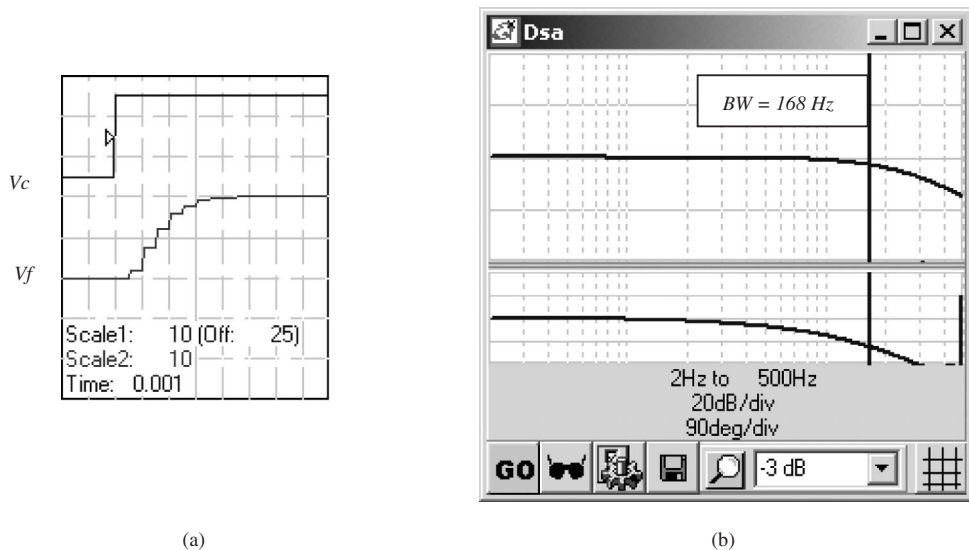 Vc
Vf
Scale1: 10 (Off: 25)
Scale2: 10
Time: 0.001
(a)
Dsa
BW = 168 Hz
2Hz to 500Hz
20dB/div
90deg/div
GO
-3 dB
(b)